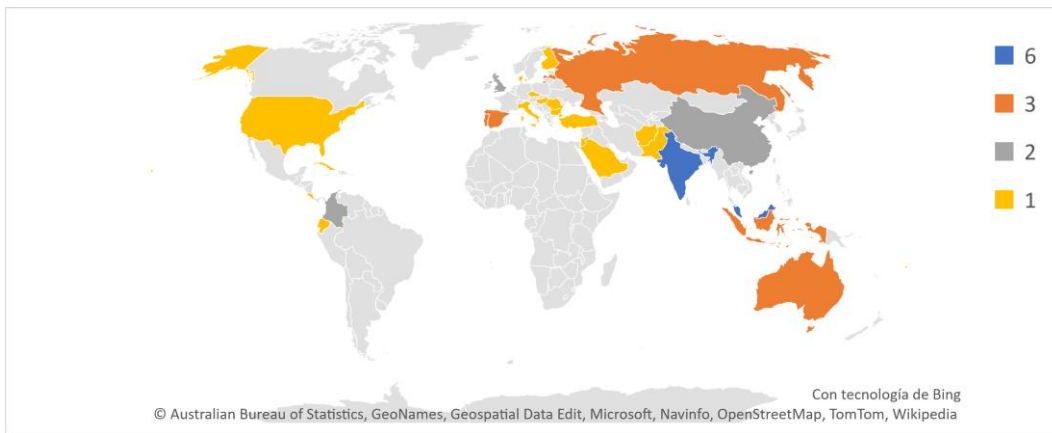 6
3
2
1
Con tecnología de Bing
© Australian Bureau of Statistics, GeoNames, Geospatial Data Edit, Microsoft, Navinfo, OpenStreetMap, TomTom, Wikipedia